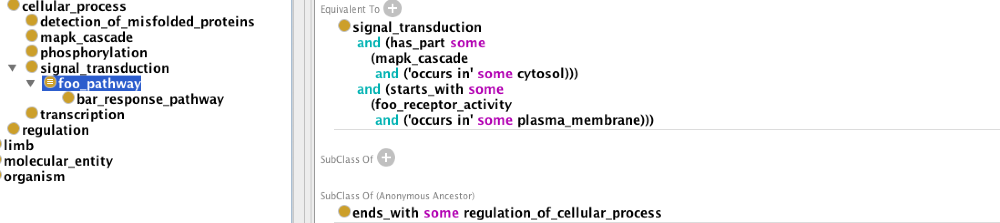 cellular_process
detection_of_misfolded_proteins
mapk_cascade
phosphorylation
signal_transduction
foo_pathway
bar_response_pathway
transcription
regulation
limb
molecular_entity
organism
Equivalent To
signal_transduction
and (has_part some
(mapk_cascade
and ('occurs in' some cytosol)))
and (starts_with some
(foo_receptor_activity
and ('occurs in' some plasma_membrane)))
SubClass Of
SubClass Of (Anonymous Ancestor)
ends_with some regulation_of_cellular_process